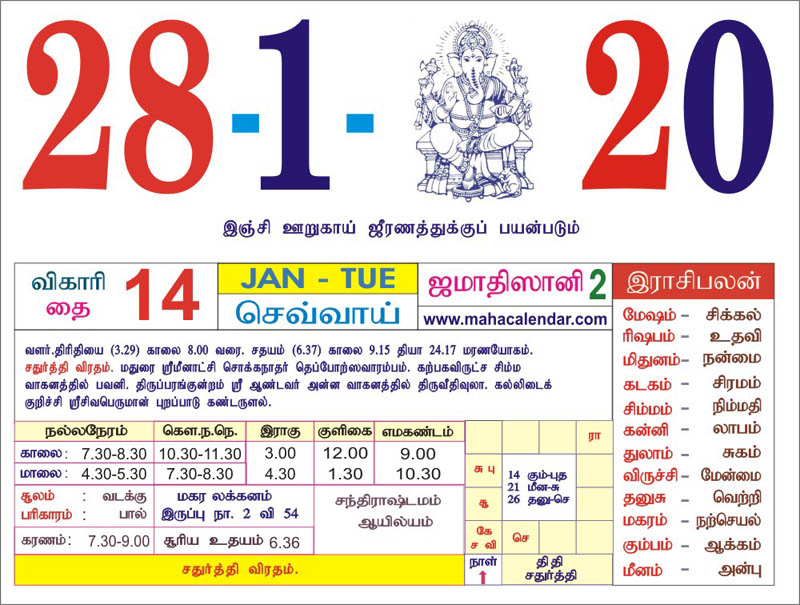 28-1- 20
இஞ்சி ஊறுகாய் ஜீரணத்துக்குப் பயன்படும்
விகாரி
தை
14
JAN - TUE
செவ்வாய்
ஜமாதிஸானி 2
www.mahacalendar.com
வளர்.திரிதியை (3.29) காலை 8.00 வரை. சதயம் (6.37) காலை 9.15 தியா 24.17 மரணயோகம்.
சதுர்த்தி விரதம். மதுரை ஸ்ரீமீனாட்சி சொக்கநாதர் தெப்போற்ஸவாரம்பம். கற்பகவிருட்ச சிம்ம
வாகனத்தில் பவனி. திருப்பரங்குன்றம் ஸ்ரீ ஆண்டவர் அன்ன வாகனத்தில் திருவீதிவுலா. கல்லிடைக்
குறிச்சி ஸ்ரீசிவபெருமான் புறப்பாடு கண்டருளல்.
நல்லநேரம் கௌ.ந.நெ. இராகு குளிகை எமகண்டம்
காலை: 7.30-8.30 10.30-11.30 3.00 12.00 9.00
மாலை: 4.30-5.30 7.30-8.30 4.30 1.30 10.30
சூலம் : வடக்கு
பரிகாரம் : பால்
மகர லக்கனம்
இருப்பு நா. 2 வி 54
சந்திராஷ்டமம்
ஆயில்யம்
கரணம்: 7.30-9.00 சூரிய உதயம் 6.36
சதுர்த்தி விரதம்.
ரா
சு பு
சூ
கே
ச வி
செ
14 கும்-புத
21 மீன-சு
26 தனு-செ
நாள்
திதி
சதுர்த்தி
இராசிபலன்
மேஷம் - சிக்கல்
ரிஷபம் - உதவி
மிதுனம் - நன்மை
கடகம் - சிரமம்
சிம்மம் - நிம்மதி
கன்னி - லாபம்
துலாம் - சுகம்
விருச்சி - மேன்மை
தனுசு - வெற்றி
மகரம் - நற்செயல்
கும்பம் - ஆக்கம்
மீனம் - அன்பு